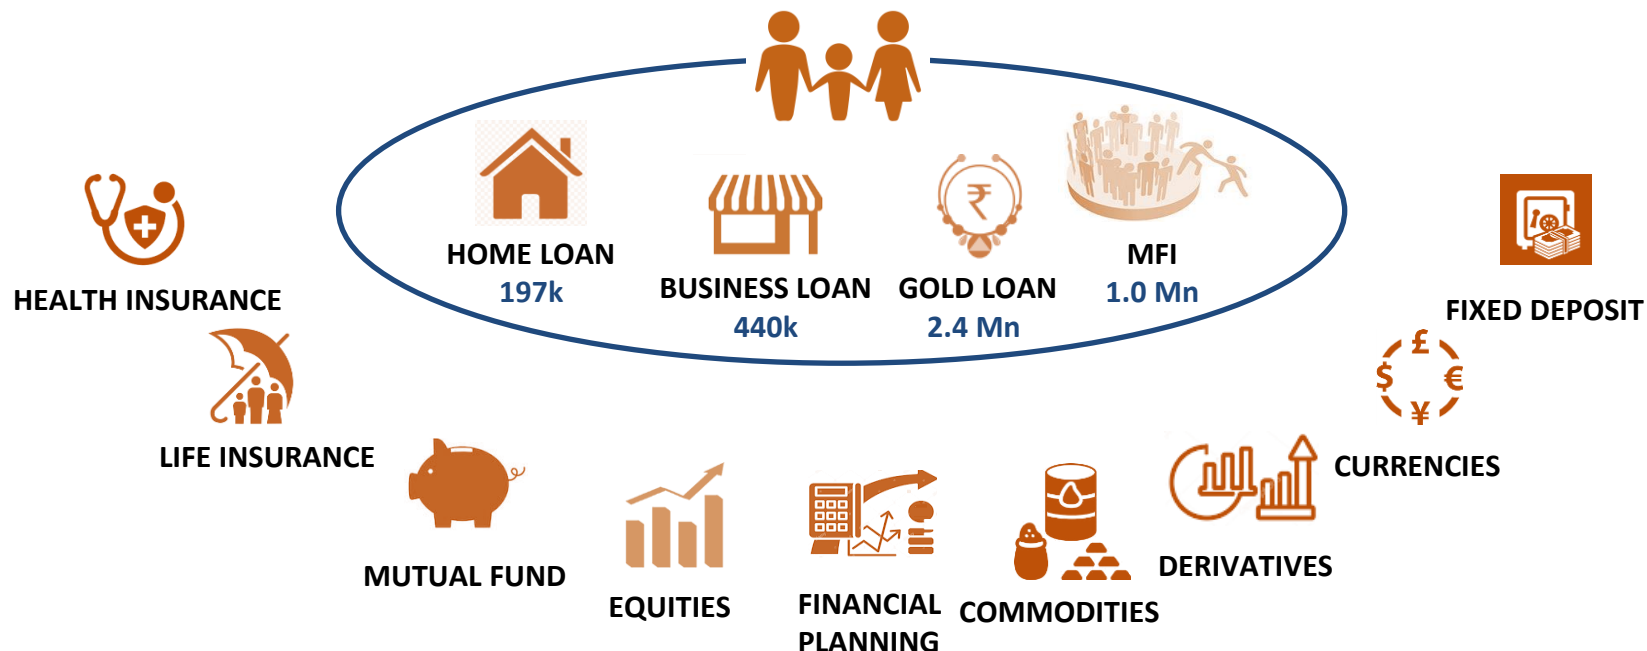 HOME LOAN
197k
BUSINESS LOAN
440k
₹
GOLD LOAN
2.4 Mn
MFI
1.0 Mn
HEALTH INSURANCE
LIFE INSURANCE
MUTUAL FUND
EQUITIES
FINANCIAL
PLANNING
COMMODITIES
DERIVATIVES
£
$ €
¥
CURRENCIES
FIXED DEPOSIT